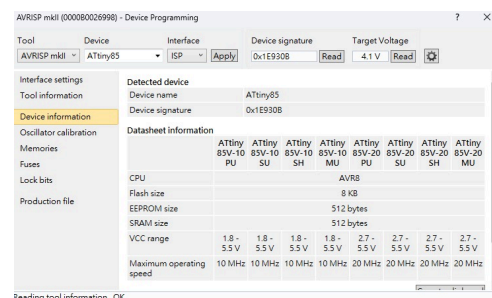 AVRISP mkII (0000B0026998) - Device Programming ? ×
Tool Device Interface Device signature Target Voltage
AVRISP mkII ATtiny85 ISP Apply 0x1E930B Read 4.1 V Read
Interface settings
Tool information
Device information
Oscillator calibration
Memories
Fuses
Lock bits
Production file
Detected device
Device name ATtiny85
Device signature 0x1E930B
Datasheet information
ATtiny ATtiny ATtiny ATtiny ATtiny ATtiny ATtiny ATtiny
85V-10 85V-10 85V-10 85V-10 85V-20 85V-20 85V-20 85V-20
PU SU SH MU PU SU SH MU
CPU AVR8
Flash size 8 KB
EEPROM size 512 bytes
SRAM size 512 bytes
VCC range 1.8 - 1.8 - 1.8 - 1.8 - 2.7 - 2.7 - 2.7 - 2.7 -
5.5 V 5.5 V 5.5 V 5.5 V 5.5 V 5.5 V 5.5 V 5.5 V
Maximum operating 10 MHz 10 MHz 10 MHz 10 MHz 20 MHz 20 MHz 20 MHz 20 MHz
speed
Reading tool information...OK